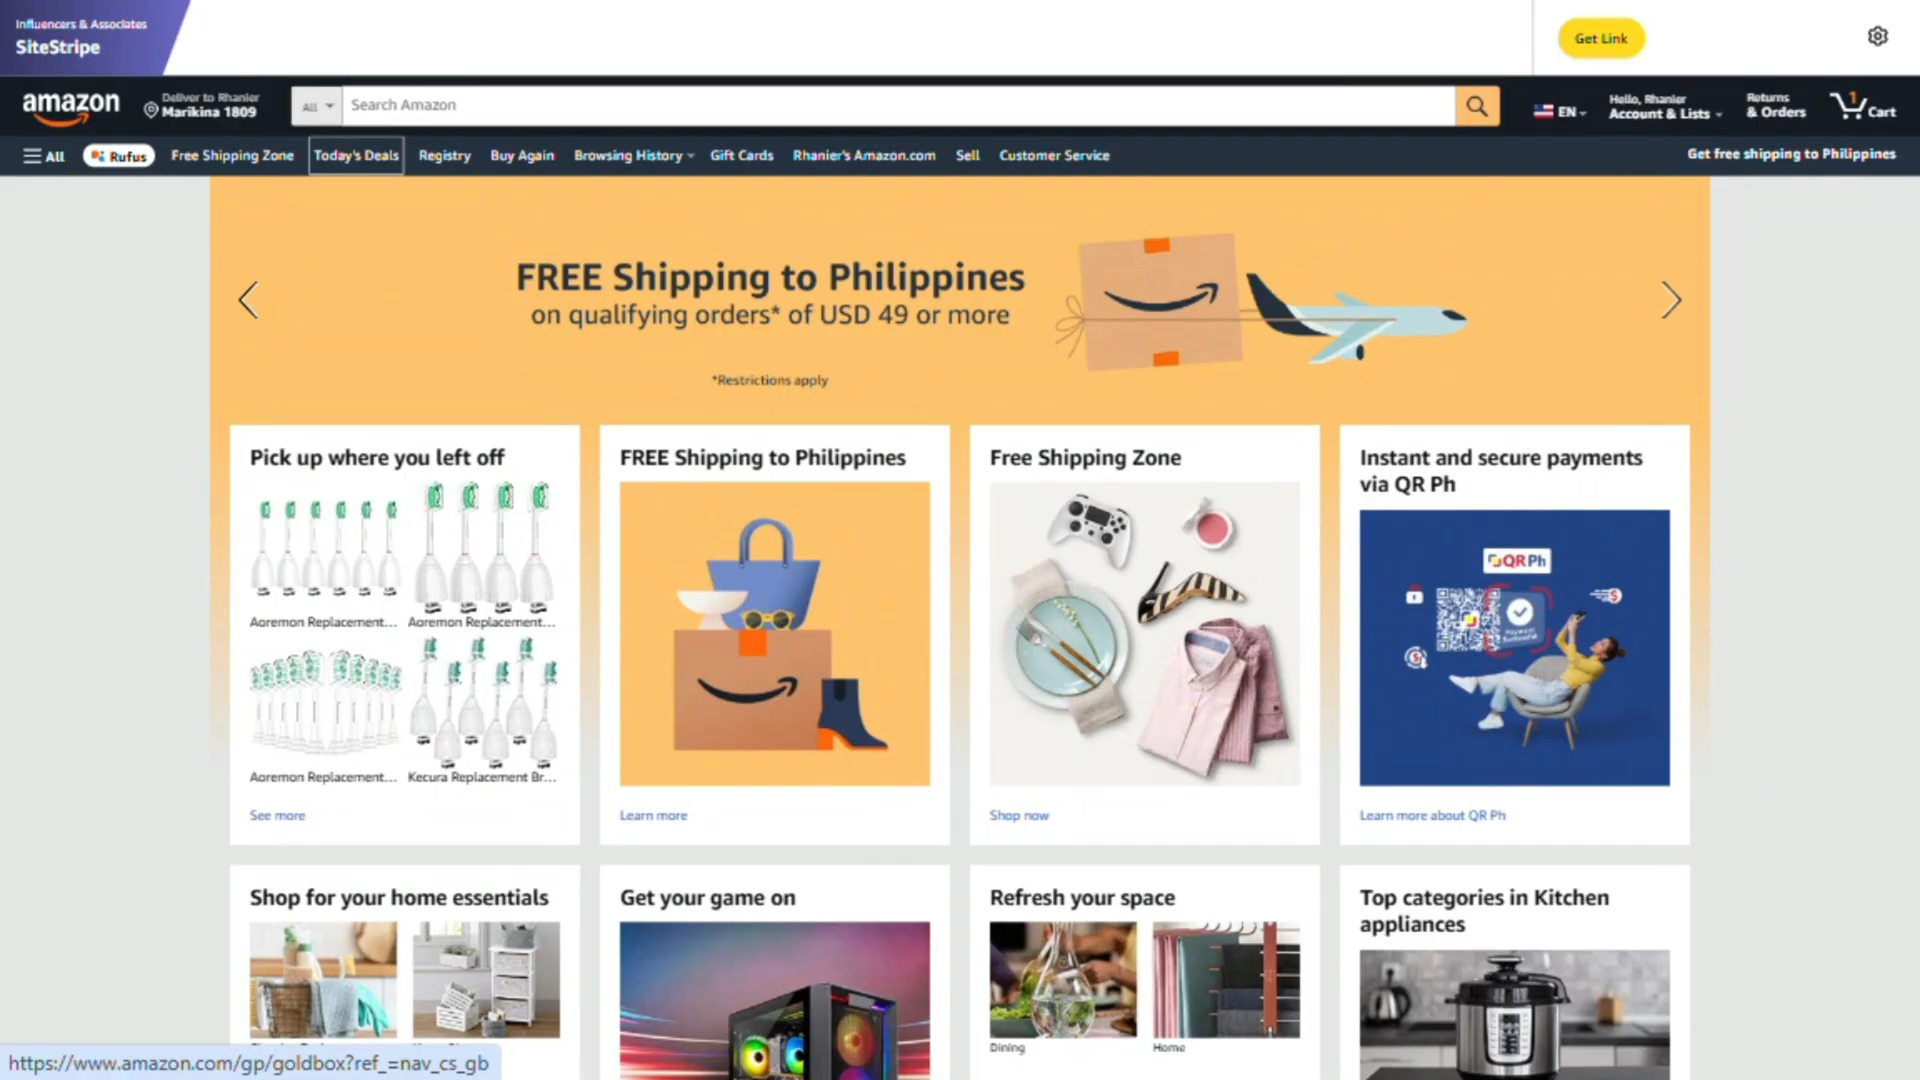 Influencers & Associates
SiteStripe
Get Link
amazon
Deliver to Rhanier
Marikina 1809
All
Search Amazon
EN
Hello, Rhanier
Account & Lists
Returns
& Orders
1
Cart
All
Rufus
Free Shipping Zone
Today's Deals
Registry
Buy Again
Browsing History
Gift Cards
Rhanier's Amazon.com
Sell
Customer Service
Get free shipping to Philippines
FREE Shipping to Philippines
on qualifying orders* of USD 49 or more
*Restrictions apply
Pick up where you left off
Aoremon Replacement...
Aoremon Replacement...
Aoremon Replacement...
Kecura Replacement Br...
See more
FREE Shipping to Philippines
Learn more
Free Shipping Zone
Shop now
Instant and secure payments
via QR Ph
QR Ph
Payment
Successful
Learn more about QR Ph
Shop for your home essentials
Get your game on
Refresh your space
Dining
Home
Top categories in Kitchen
appliances
https://www.amazon.com/gp/goldbox?ref_=nav_cs_gb